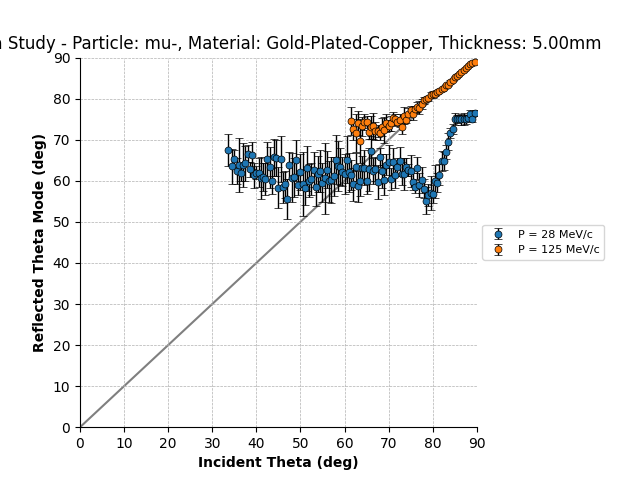 Study - Particle: mu-, Material: Gold-Plated-Copper, Thickness: 5.00mm
90
80
70
60
50
40
30
20
10
0
Reflected Theta Mode (deg)
0 10 20 30 40 50 60 70 80 90
Incident Theta (deg)
P = 28 MeV/c
P = 125 MeV/c